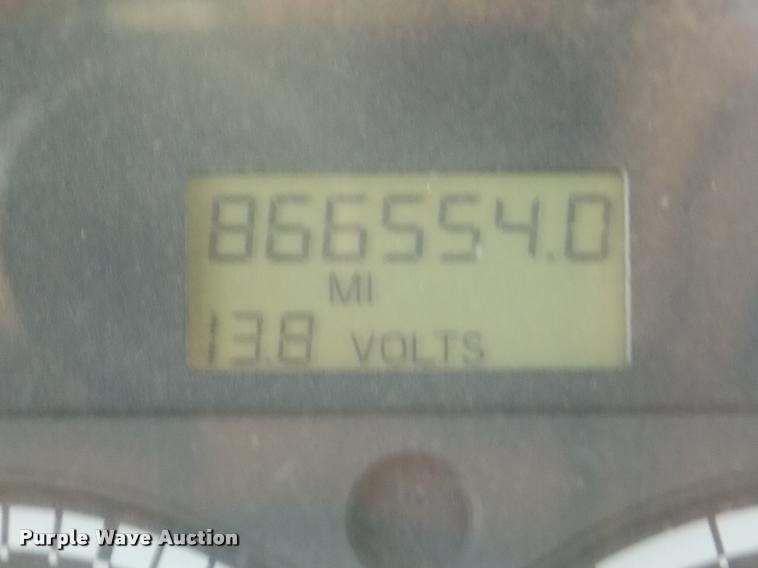 866554.0
MI
13.8 VOLTS
Purple Wave Auction